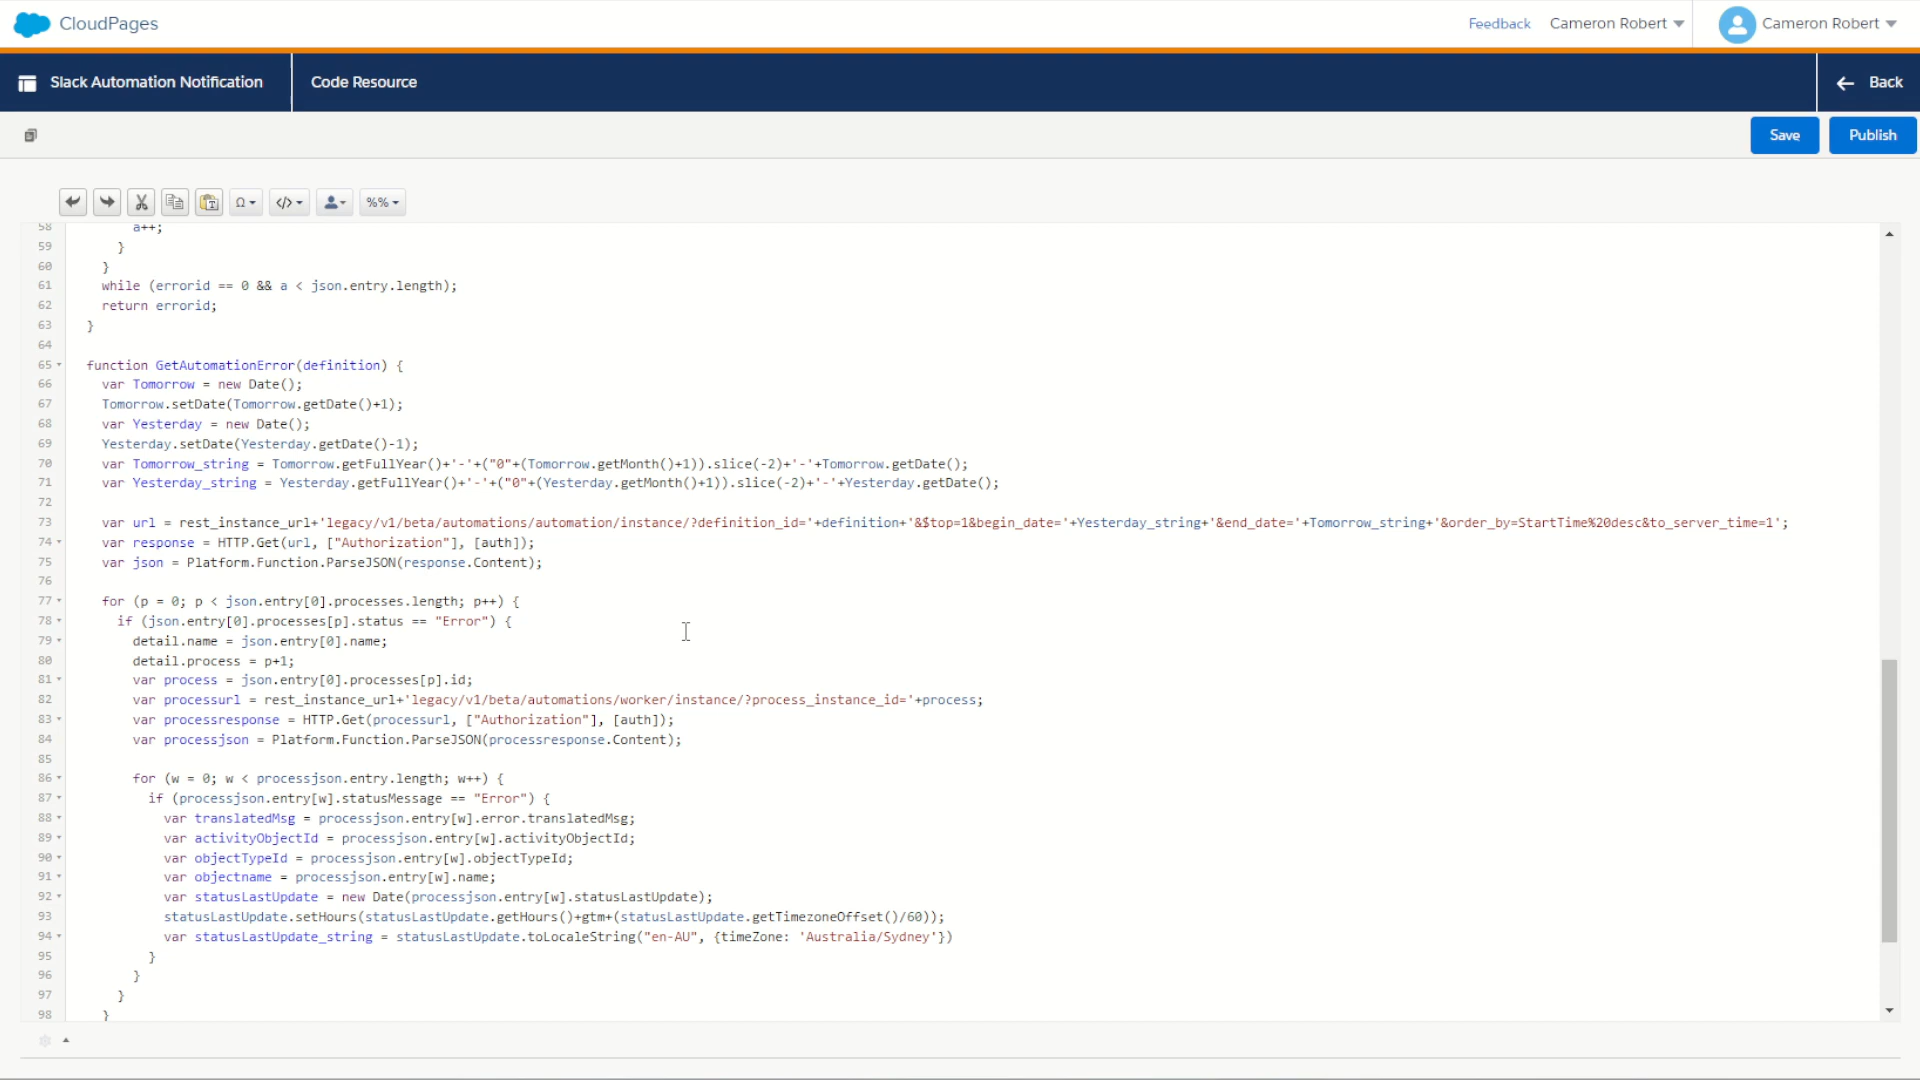 CloudPages
Feedback Cameron Robert Cameron Robert
Slack Automation Notification Code Resource Back
Save Publish
Ω </> %%
58 a++;
59 }
60 }
61 while (errorid == 0 && a < json.entry.length);
62 return errorid;
63 }
64
65 function GetAutomationError(definition) {
66 var Tomorrow = new Date();
67 Tomorrow.setDate(Tomorrow.getDate()+1);
68 var Yesterday = new Date();
69 Yesterday.setDate(Yesterday.getDate()-1);
70 var Tomorrow_string = Tomorrow.getFullYear()+'-'+("0"+(Tomorrow.getMonth()+1)).slice(-2)+'-'+Tomorrow.getDate();
71 var Yesterday_string = Yesterday.getFullYear()+'-'+("0"+(Yesterday.getMonth()+1)).slice(-2)+'-'+Yesterday.getDate();
72
73 var url = rest_instance_url+'legacy/v1/beta/automations/automation/instance/?definition_id='+definition+'&$top=1&begin_date='+Yesterday_string+'&end_date='+Tomorrow_string+'&order_by=StartTime%20desc&to_server_time=1';
74 var response = HTTP.Get(url, ["Authorization"], [auth]);
75 var json = Platform.Function.ParseJSON(response.Content);
76
77 for (p = 0; p < json.entry[0].processes.length; p++) {
78 if (json.entry[0].processes[p].status == "Error") {
79 detail.name = json.entry[0].name;
80 detail.process = p+1;
81 var process = json.entry[0].processes[p].id;
82 var processurl = rest_instance_url+'legacy/v1/beta/automations/worker/instance/?process_instance_id='+process;
83 var processresponse = HTTP.Get(processurl, ["Authorization"], [auth]);
84 var processjson = Platform.Function.ParseJSON(processresponse.Content);
85
86 for (w = 0; w < processjson.entry.length; w++) {
87 if (processjson.entry[w].statusMessage == "Error") {
88 var translatedMsg = processjson.entry[w].error.translatedMsg;
89 var activityObjectId = processjson.entry[w].activityObjectId;
90 var objectTypeId = processjson.entry[w].objectTypeId;
91 var objectname = processjson.entry[w].name;
92 var statusLastUpdate = new Date(processjson.entry[w].statusLastUpdate);
93 statusLastUpdate.setHours(statusLastUpdate.getHours()+gtm+(statusLastUpdate.getTimezoneOffset()/60));
94 var statusLastUpdate_string = statusLastUpdate.toLocaleString("en-AU", {timeZone: 'Australia/Sydney'})
95 }
96 }
97 }
98 }